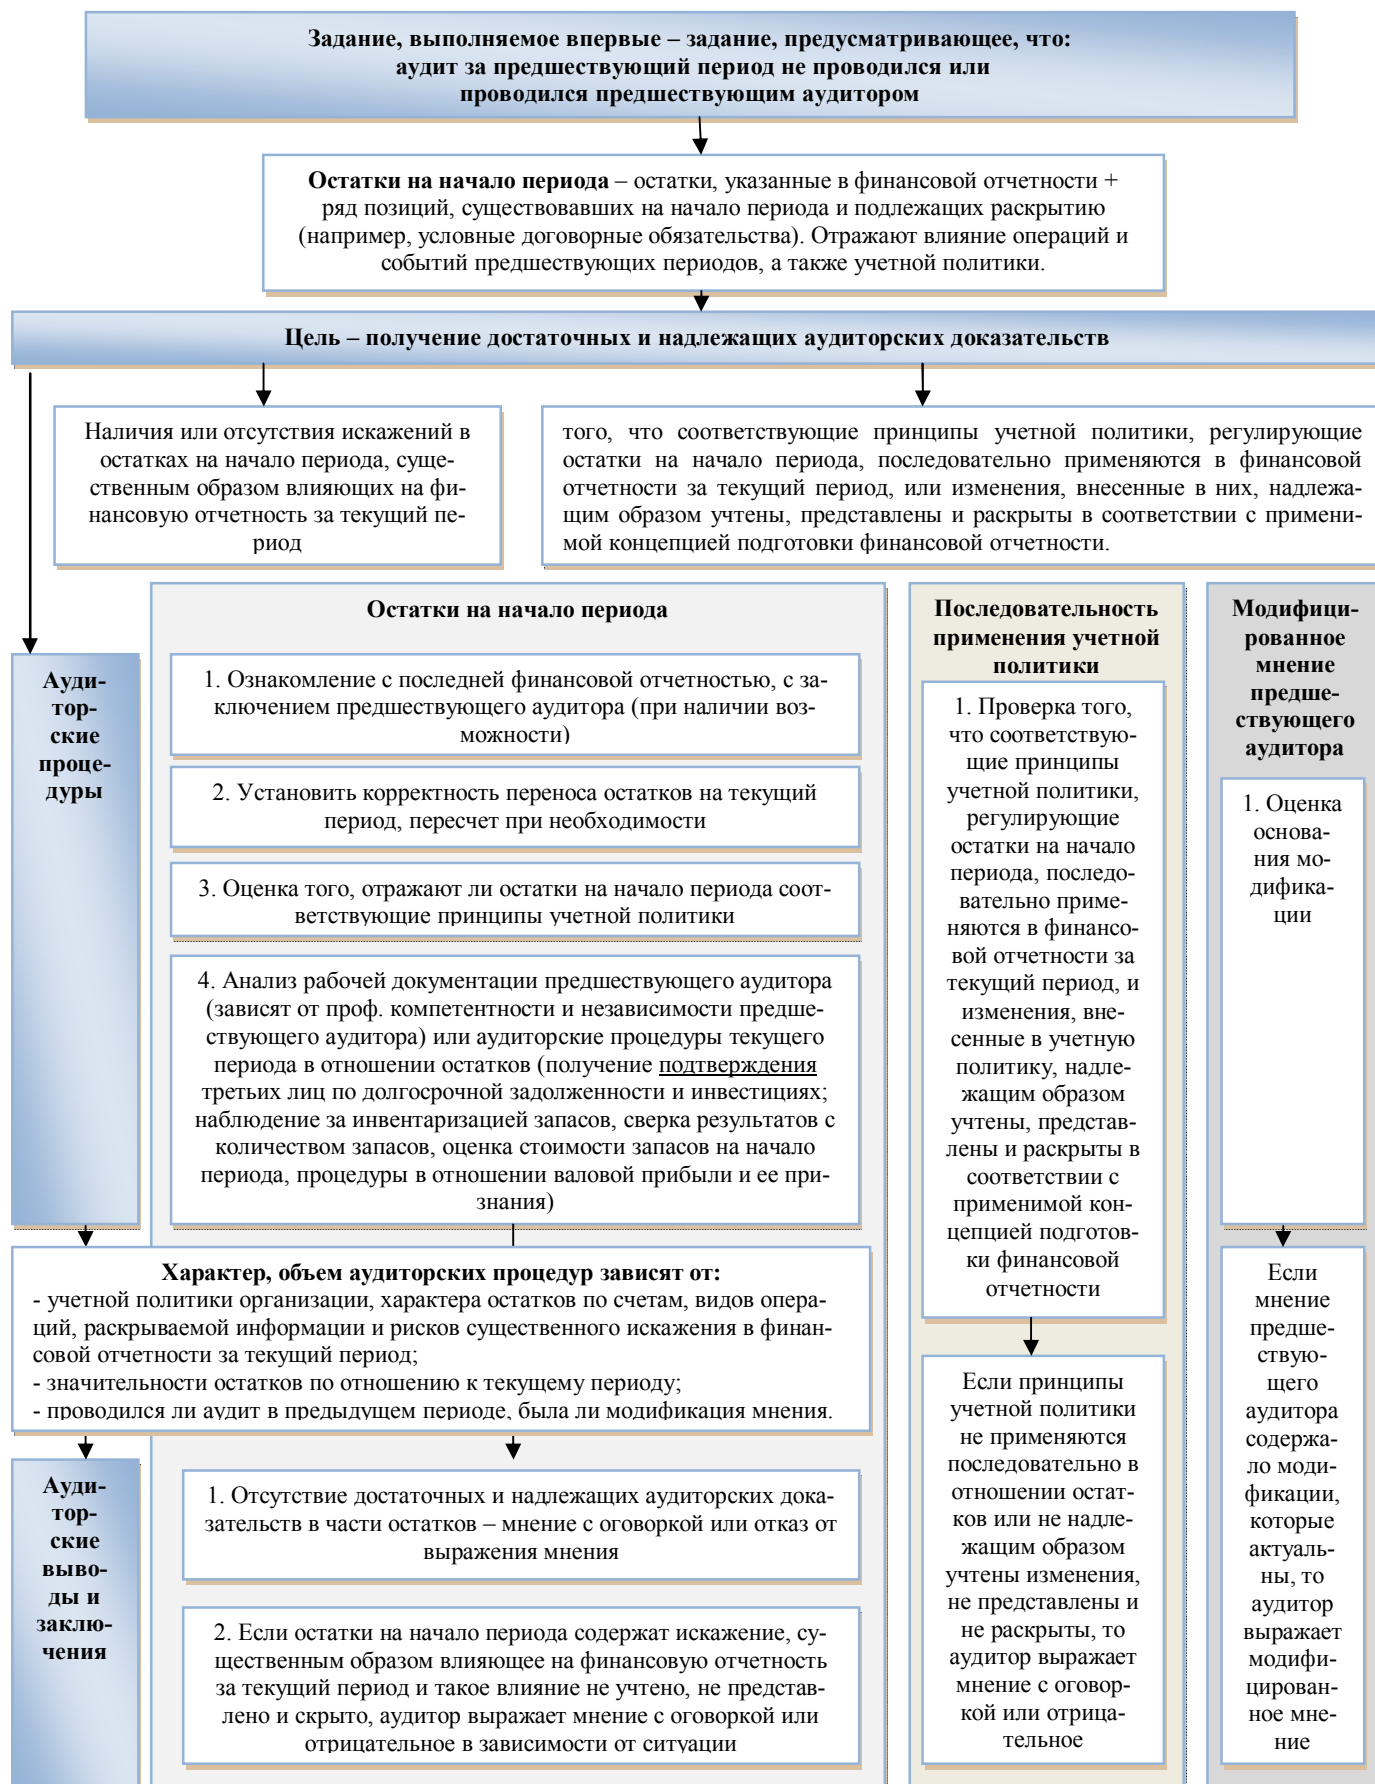 Задание, выполняемое впервые – задание, предусматривающее, что:
аудит за предшествующий период не проводился или
проводился предшествующим аудитором
Остатки на начало периода – остатки, указанные в финансовой отчетности +
ряд позиций, существовавших на начало периода и подлежащих раскрытию
(например, условные договорные обязательства). Отражают влияние операций и
событий предшествующих периодов, а также учетной политики.
Цель – получение достаточных и надлежащих аудиторских доказательств
Наличия или отсутствия искажений в
остатках на начало периода, суще-
ственным образом влияющих на фи-
нансовую отчетность за текущий пе-
риод
того, что соответствующие принципы учетной политики, регулирующие
остатки на начало периода, последовательно применяются в финансовой
отчетности за текущий период, или изменения, внесенные в них, надлежа-
щим образом учтены, представлены и раскрыты в соответствии с примени-
мой концепцией подготовки финансовой отчетности.
Ауди-
тор-
ские
проце-
дуры
Остатки на начало периода
1. Ознакомление с последней финансовой отчетностью, с за-
ключением предшествующего аудитора (при наличии воз-
можности)
2. Установить корректность переноса остатков на текущий
период, пересчет при необходимости
3. Оценка того, отражают ли остатки на начало периода соот-
ветствующие принципы учетной политики
4. Анализ рабочей документации предшествующего аудитора
(зависят от проф. компетентности и независимости предше-
ствующего аудитора) или аудиторские процедуры текущего
периода в отношении остатков (получение подтверждения
третьих лиц по долгосрочной задолженности и инвестициях;
наблюдение за инвентаризацией запасов, сверка результатов с
количеством запасов, оценка стоимости запасов на начало
периода, процедуры в отношении валовой прибыли и ее при-
знания)
Последовательность
применения учетной
политики
1. Проверка того,
что соответствую-
щие принципы
учетной политики,
регулирующие
остатки на начало
периода, последо-
вательно приме-
няются в финансо-
вой отчетности за
текущий период, и
изменения, вне-
сенные в учетную
политику, надле-
жащим образом
учтены, представ-
лены и раскрыты в
соответствии с
применимой кон-
цепцией подготов-
ки финансовой
отчетности
Модифици-
рованное
мнение
предше-
ствующего
аудитора
1. Оценка
основа-
ния мо-
дифика-
ции
Характер, объем аудиторских процедур зависят от:
- учетной политики организации, характера остатков по счетам, видов опера-
ций, раскрываемой информации и рисков существенного искажения в финан-
совой отчетности за текущий период;
- значительности остатков по отношению к текущему периоду;
- проводился ли аудит в предыдущем периоде, была ли модификация мнения.
Ауди-
тор-
ские
выво-
ды и
заклю-
чения
1. Отсутствие достаточных и надлежащих аудиторских дока-
зательств в части остатков – мнение с оговоркой или отказ от
выражения мнения
2. Если остатки на начало периода содержат искажение, су-
щественным образом влияющее на финансовую отчетность
за текущий период и такое влияние не учтено, не представ-
лено и скрыто, аудитор выражает мнение с оговоркой или
отрицательное в зависимости от ситуации
Если принципы
учетной политики
не применяются
последовательно в
отношении остат-
ков или не надле-
жащим образом
учтены изменения,
не представлены и
не раскрыты, то
аудитор выражает
мнение с оговор-
кой или отрица-
тельное
Если
мнение
предше-
ствую-
щего
аудитора
содержа-
ло моди-
фикации,
которые
актуаль-
ны, то
аудитор
выражает
модифи-
цирован-
ное мне-
ние